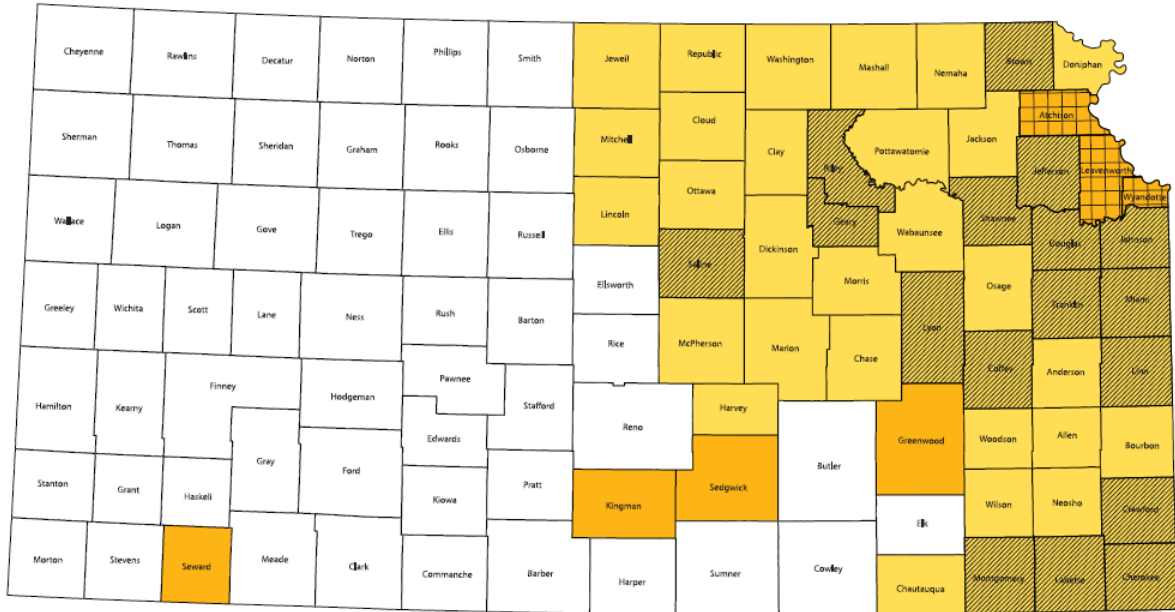 Cheyenne
Rawlins
Decatur
Norton
Phillips
Smith
Jewell
Republic
Washington
Mashall
Nemaha
Brown
Doniphan
Sherman
Thomas
Sheridan
Graham
Rooks
Osborne
Mitchell
Cloud
Clay
Riley
Pottawatomie
Jackson
Atchison
Jefferson
Leavenworth
Wyandotte
Wallace
Logan
Gove
Trego
Ellis
Russell
Lincoln
Ottawa
Saline
Dickinson
Geary
Wabaunsee
Shawnee
Douglas
Johnson
Greeley
Wichita
Scott
Lane
Ness
Rush
Barton
Ellsworth
Rice
McPherson
Marion
Morris
Chase
Lyon
Osage
Franklin
Miami
Coffey
Anderson
Linn
Hamilton
Kearny
Finney
Hodgeman
Pawnee
Stafford
Edwards
Reno
Harvey
Sedgwick
Butler
Greenwood
Woodson
Allen
Bourbon
Stanton
Grant
Haskell
Gray
Ford
Kiowa
Pratt
Kingman
Elk
Wilson
Neosho
Crawford
Morton
Stevens
Seward
Meade
Clark
Commanche
Barber
Harper
Sumner
Cowley
Chautauqua
Montgomery
Labette
Cherokee